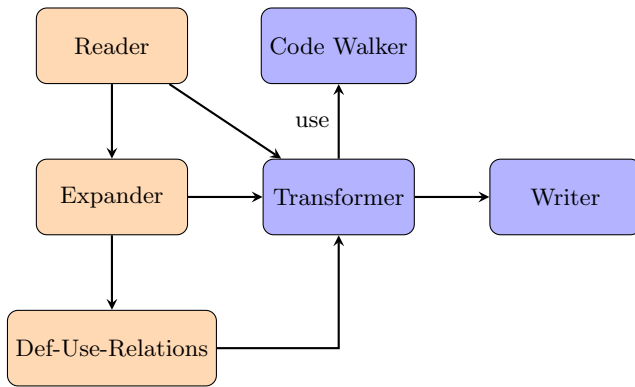 Reader
Code Walker
use
Expander
Transformer
Writer
Def-Use-Relations